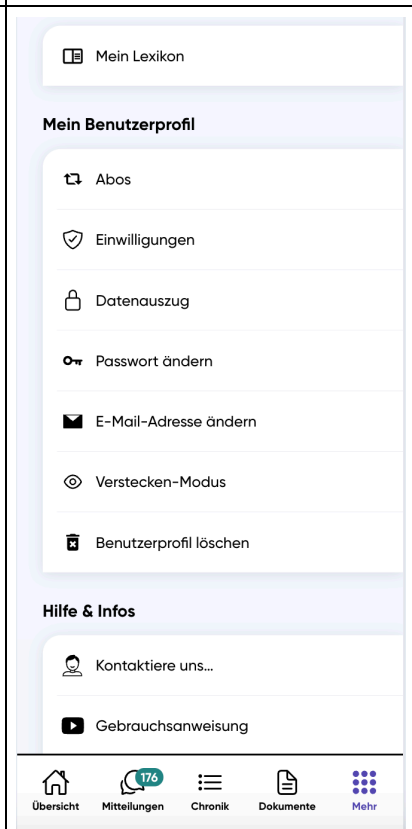 Mein Lexikon
Mein Benutzerprofil
Abos
Einwilligungen
Datenauszug
Passwort ändern
E-Mail-Adresse ändern
Verstecken-Modus
Benutzerprofil löschen
Hilfe & Infos
Kontaktiere uns...
Gebrauchsanweisung
176
Übersicht Mitteilungen Chronik Dokumente Mehr